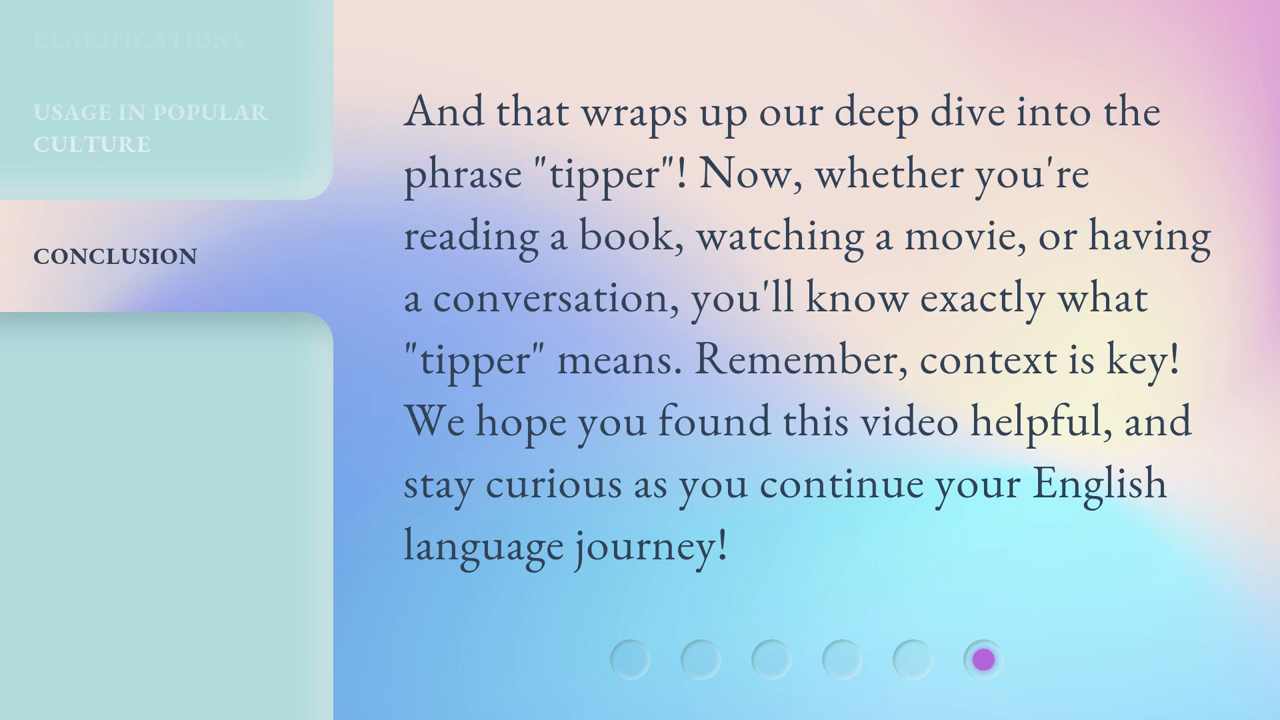 CLARIFICATIONS
USAGE IN POPULAR
CULTURE
CONCLUSION
And that wraps up our deep dive into the
phrase "tipper"! Now, whether you're
reading a book, watching a movie, or having
a conversation, you'll know exactly what
"tipper" means. Remember, context is key!
We hope you found this video helpful, and
stay curious as you continue your English
language journey!